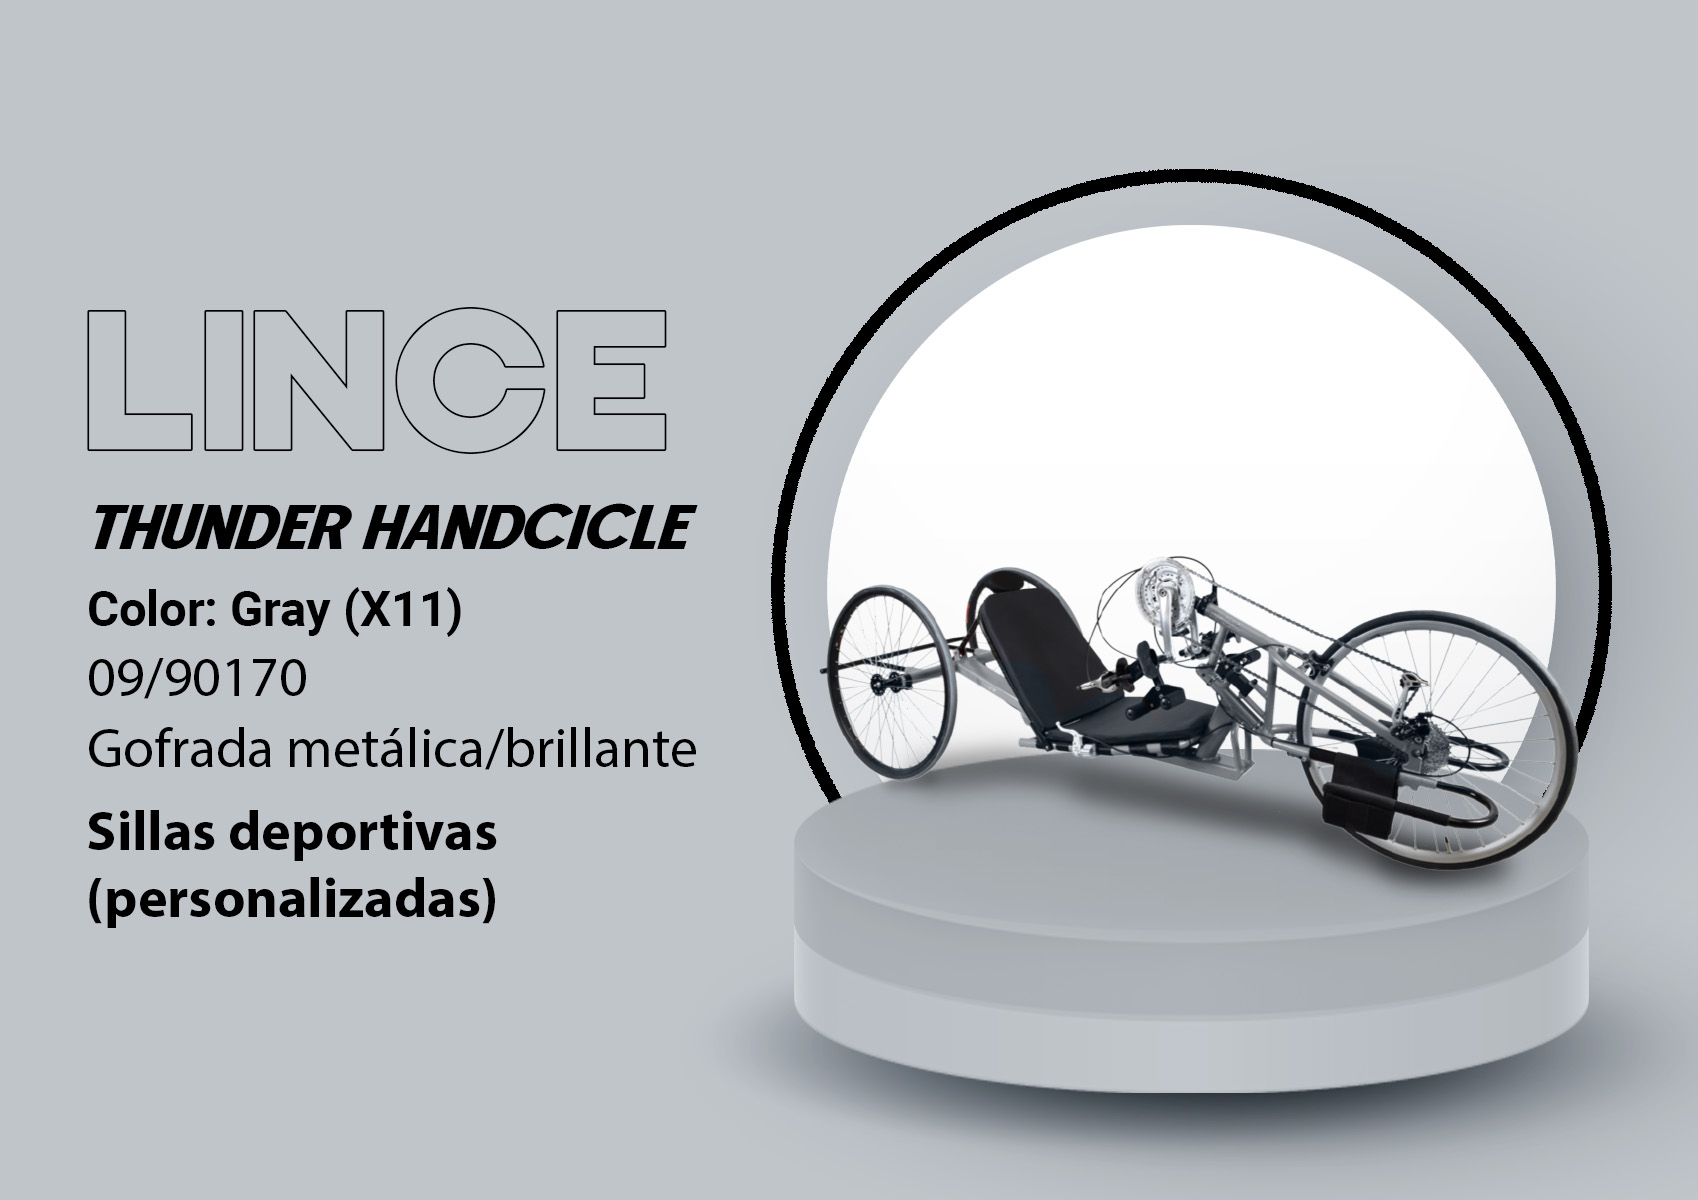 LINCE
THUNDER HANDCICLE
Color: Gray (X11)
09/90170
Gofrada metálica/brillante
Sillas deportivas
(personalizadas)